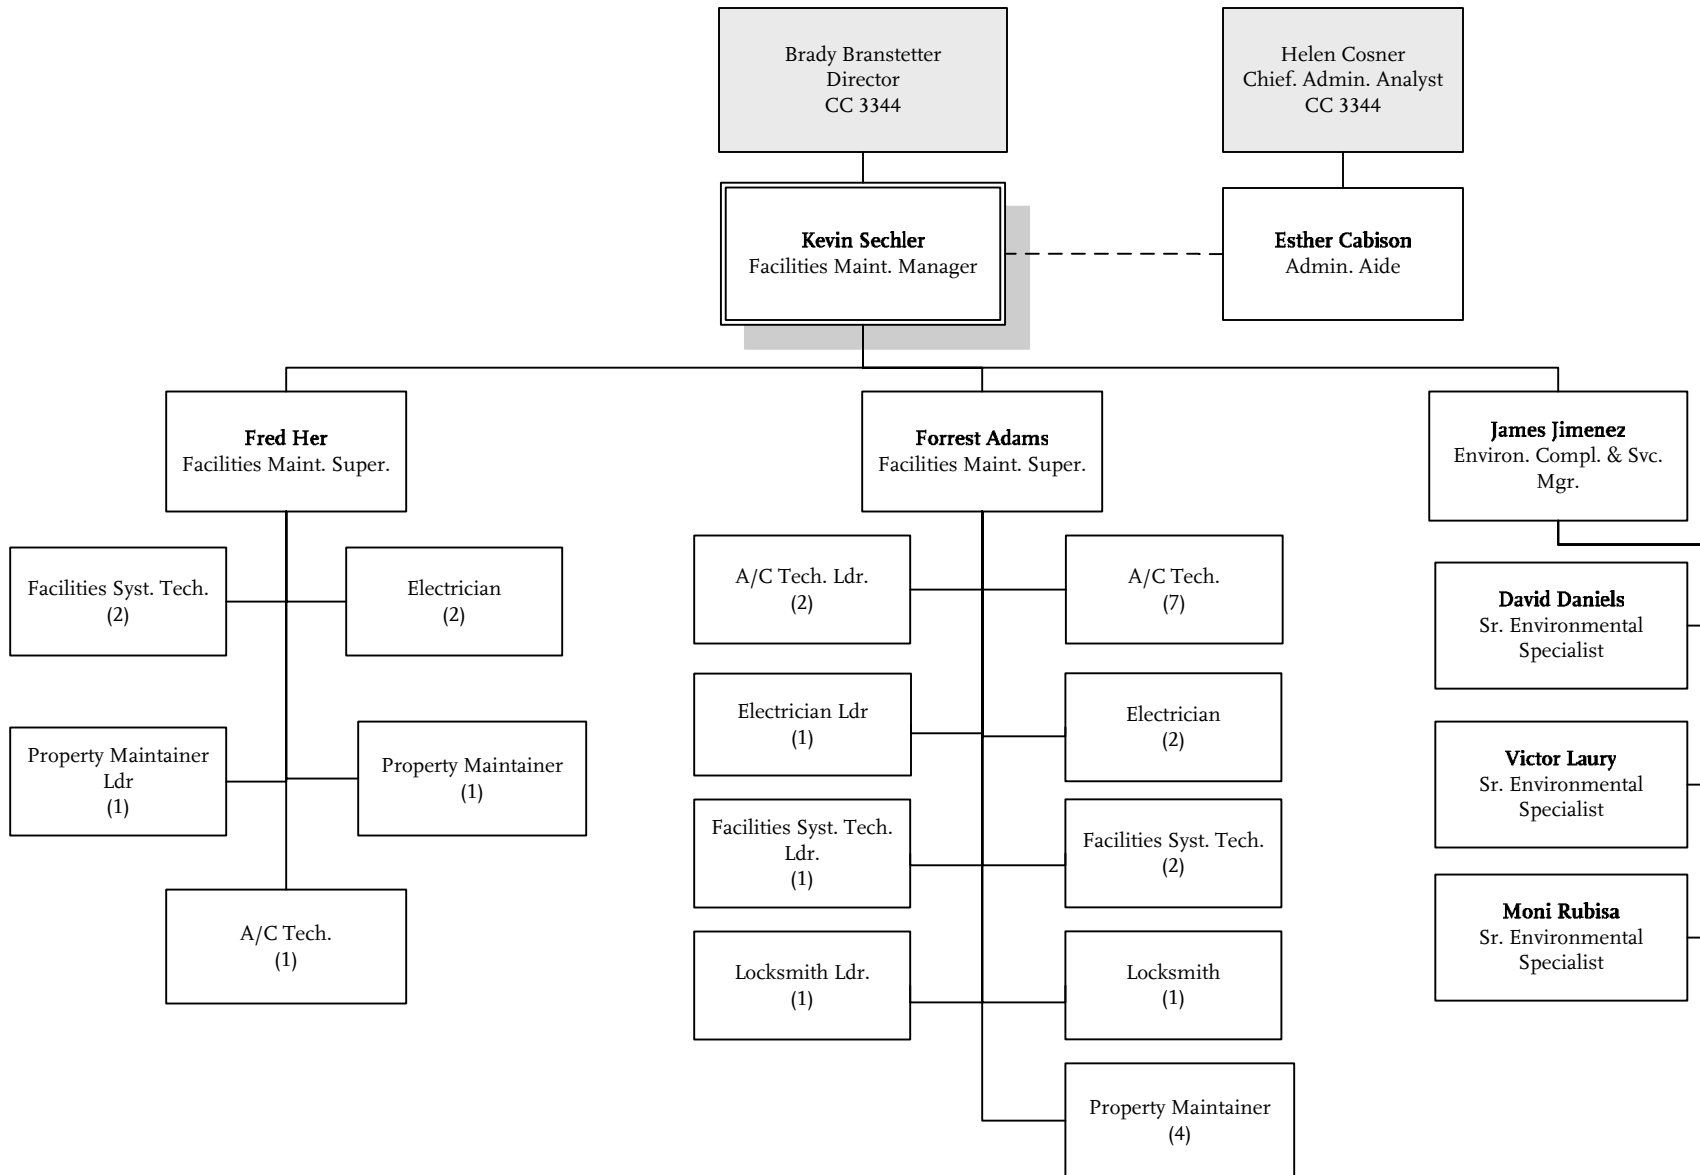 Brady Branstetter
Director
CC 3344
Helen Cosner
Chief. Admin. Analyst
CC 3344
Kevin Sechler
Facilities Maint. Manager
Esther Cabison
Admin. Aide
Fred Her
Facilities Maint. Super.
Forrest Adams
Facilities Maint. Super.
James Jimenez
Environ. Compl. & Svc.
Mgr.
Facilities Syst. Tech.
(2)
Electrician
(2)
Property Maintainer
Ldr
(1)
Property Maintainer
(1)
A/C Tech.
(1)
A/C Tech. Ldr.
(2)
A/C Tech.
(7)
Electrician Ldr
(1)
Electrician
(2)
Facilities Syst. Tech.
Ldr.
(1)
Facilities Syst. Tech.
(2)
Locksmith Ldr.
(1)
Locksmith
(1)
Property Maintainer
(4)
David Daniels
Sr. Environmental
Specialist
Victor Laury
Sr. Environmental
Specialist
Moni Rubisa
Sr. Environmental
Specialist